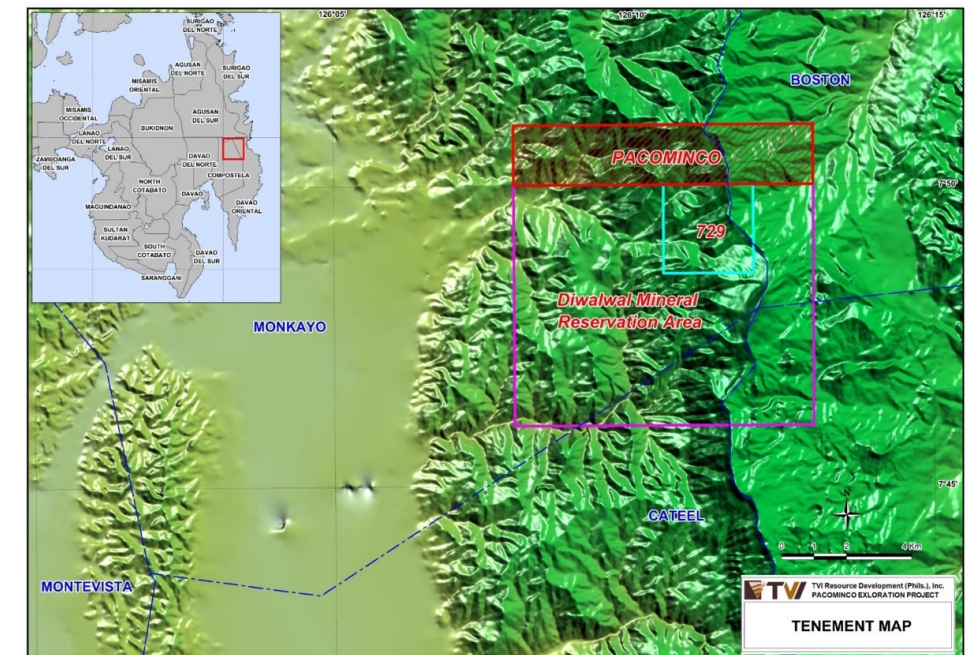 126°05'
126°10'
126°15'
SURIGAO
DEL NORTE
AGUSAN
DEL NORTE
SURIGAO
DEL SUR
MISAMIS
ORIENTAL
MISAMIS
OCCIDENTAL
AGUSAN
DEL SUR
BUKIDNON
LANAO
DEL NORTE
LANAO
DEL SUR
ZAMBOANGA
DEL SUR
DAVAO
DEL NORTE
COMPOSTELA
NORTH
COTABATO
DAVAO
MAGUINDANAO
DAVAO
ORIENTAL
SULTAN
KUDARAT
SOUTH
COTABATO
DAVAO
DEL SUR
SARANGGANI
BOSTON
PACOMINCO
7°50'
729
Diwalwal Mineral
Reservation Area
MONKAYO
7°45'
CATEEL
N
0 1 2 4 Km
MONTEVISTA
TVI
TVI Resource Development (Phils.), Inc.
PACOMINCO EXLORATION PROJECT
TENEMENT MAP